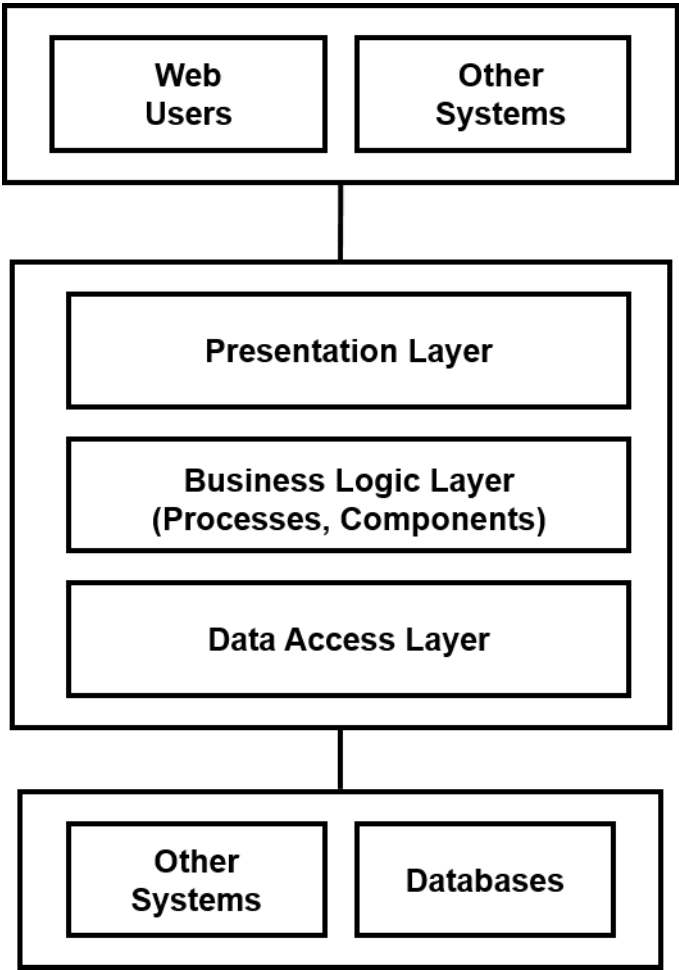 Web
Users
Other
Systems
Presentation Layer
Business Logic Layer
(Processes, Components)
Data Access Layer
Other
Systems
Databases